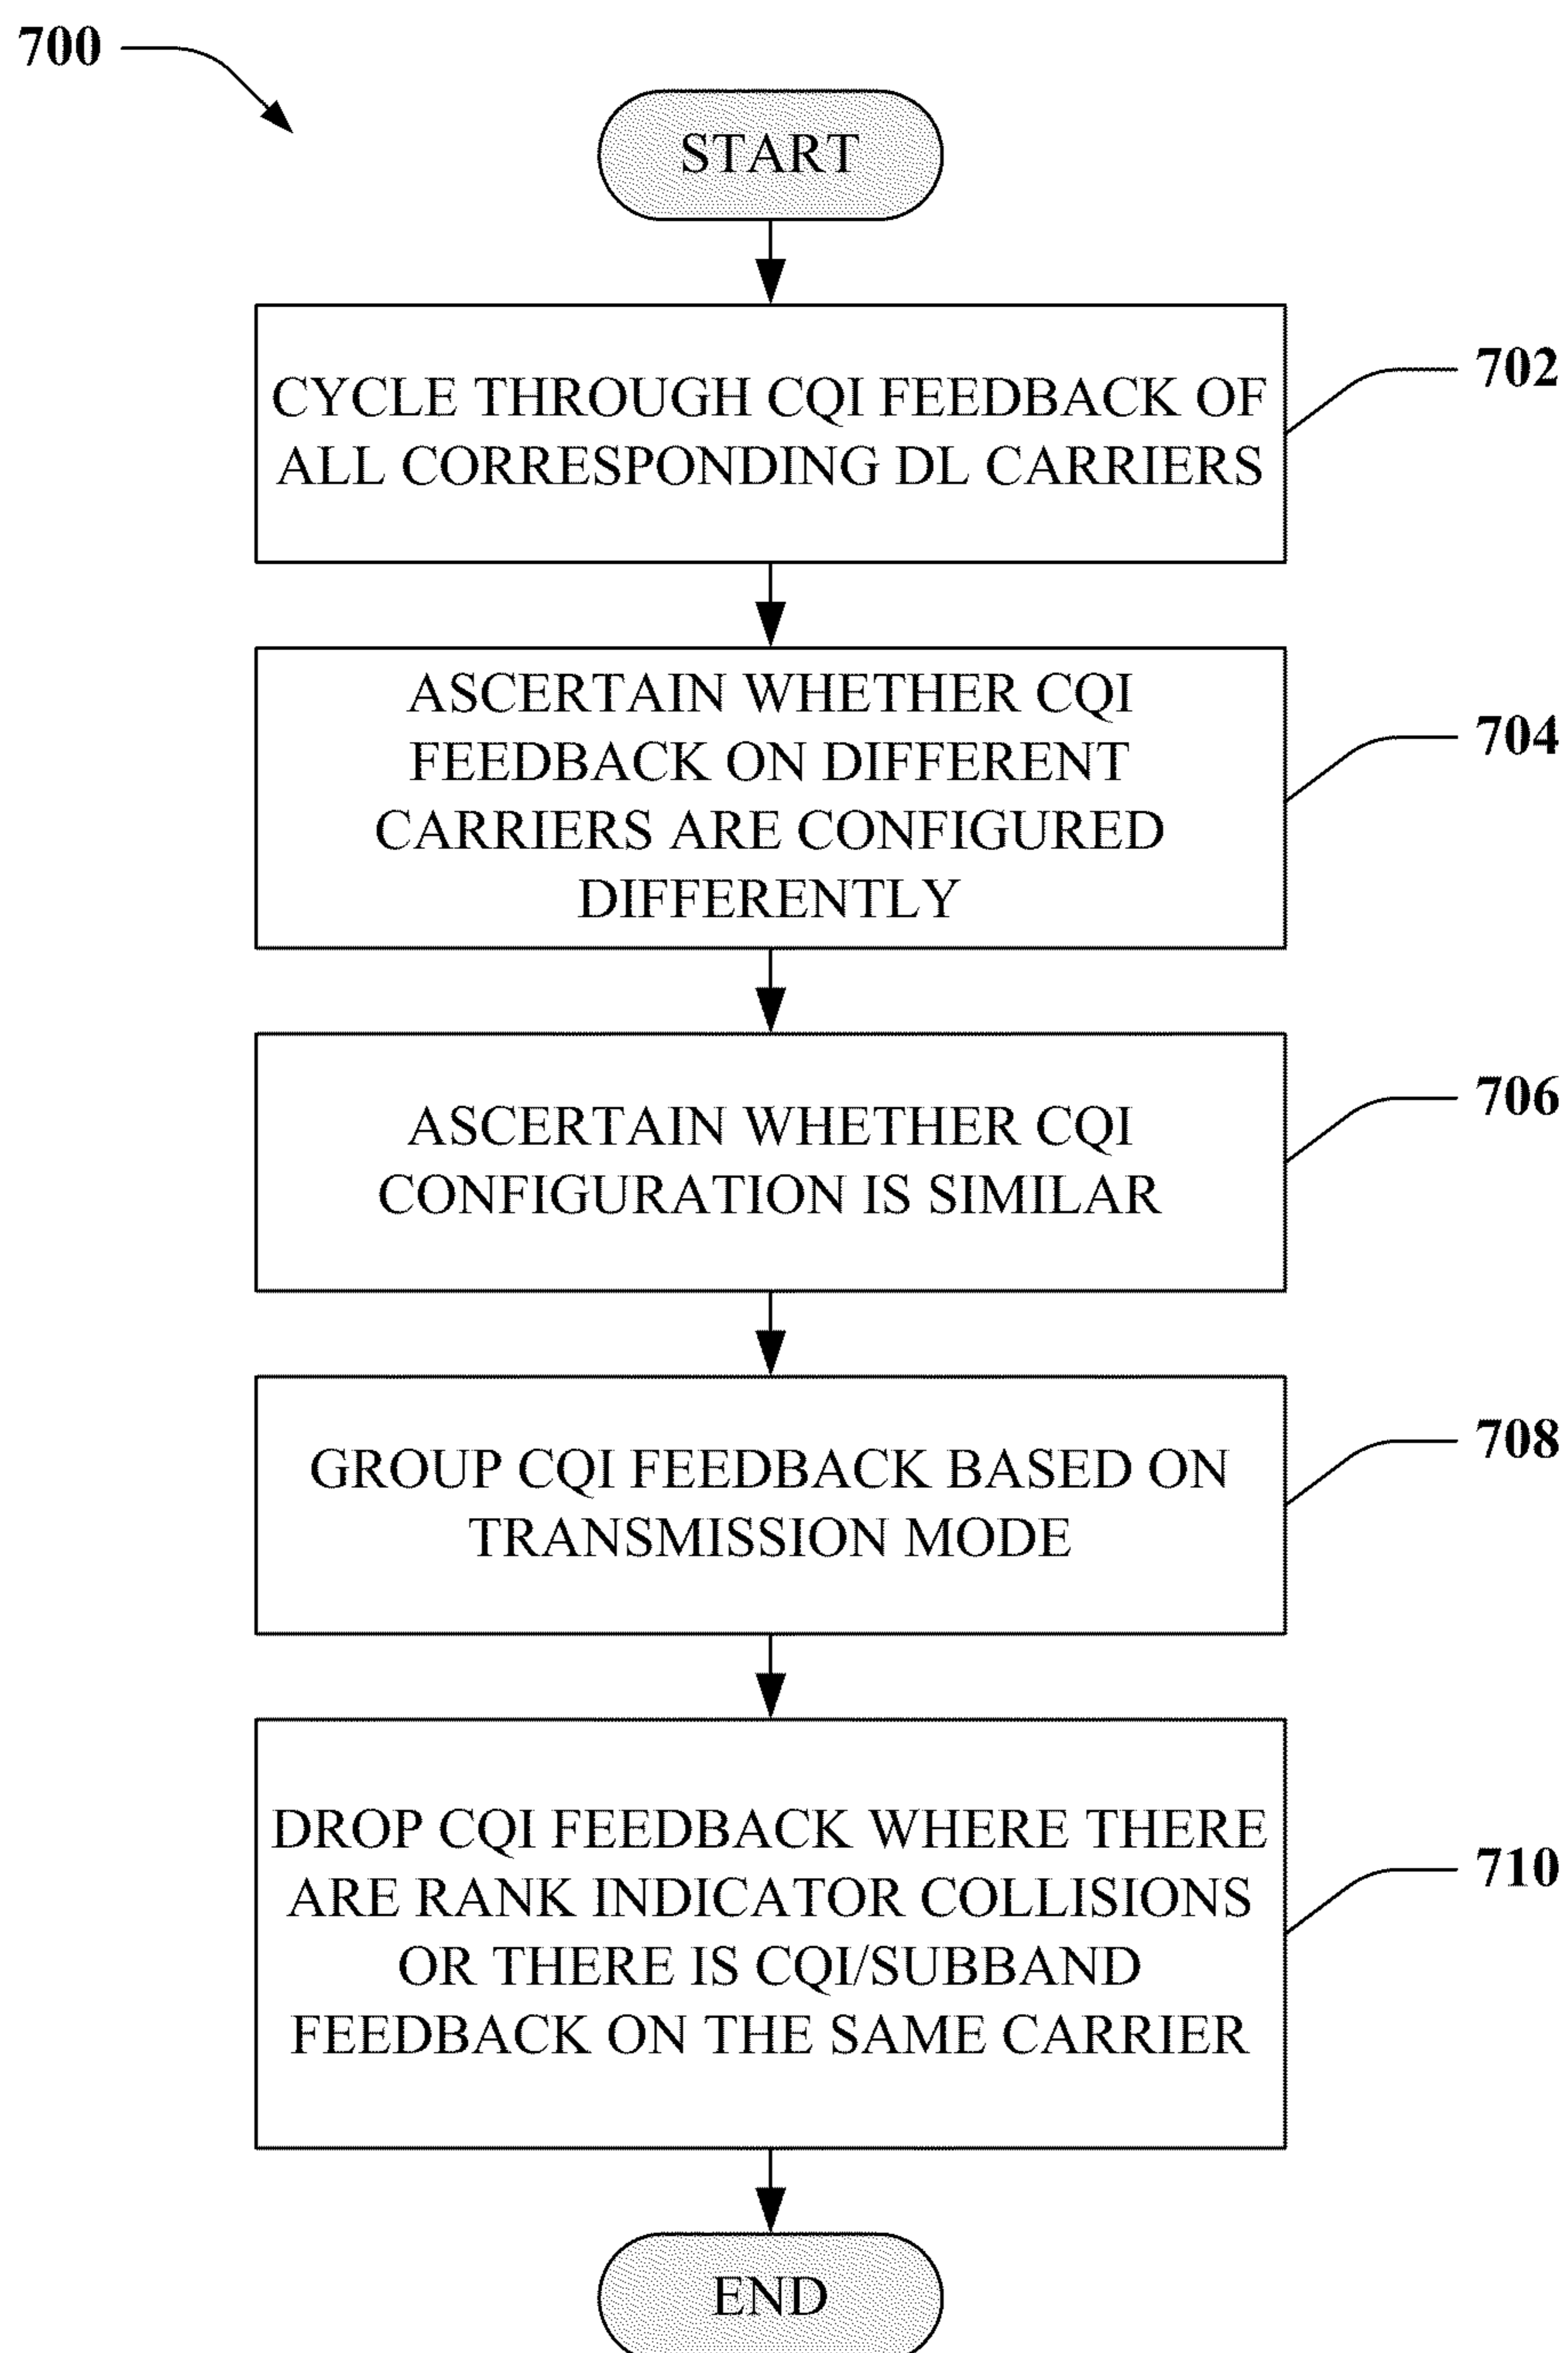 700
START
CYCLE THROUGH CQI FEEDBACK OF
ALL CORRESPONDING DL CARRIERS
702
ASCERTAIN WHETHER CQI
FEEDBACK ON DIFFERENT
CARRIERS ARE CONFIGURED
DIFFERENTLY
704
ASCERTAIN WHETHER CQI
CONFIGURATION IS SIMILAR
706
GROUP CQI FEEDBACK BASED ON
TRANSMISSION MODE
708
DROP CQI FEEDBACK WHERE THERE
ARE RANK INDICATOR COLLISIONS
OR THERE IS CQI/SUBBAND
FEEDBACK ON THE SAME CARRIER
710
END